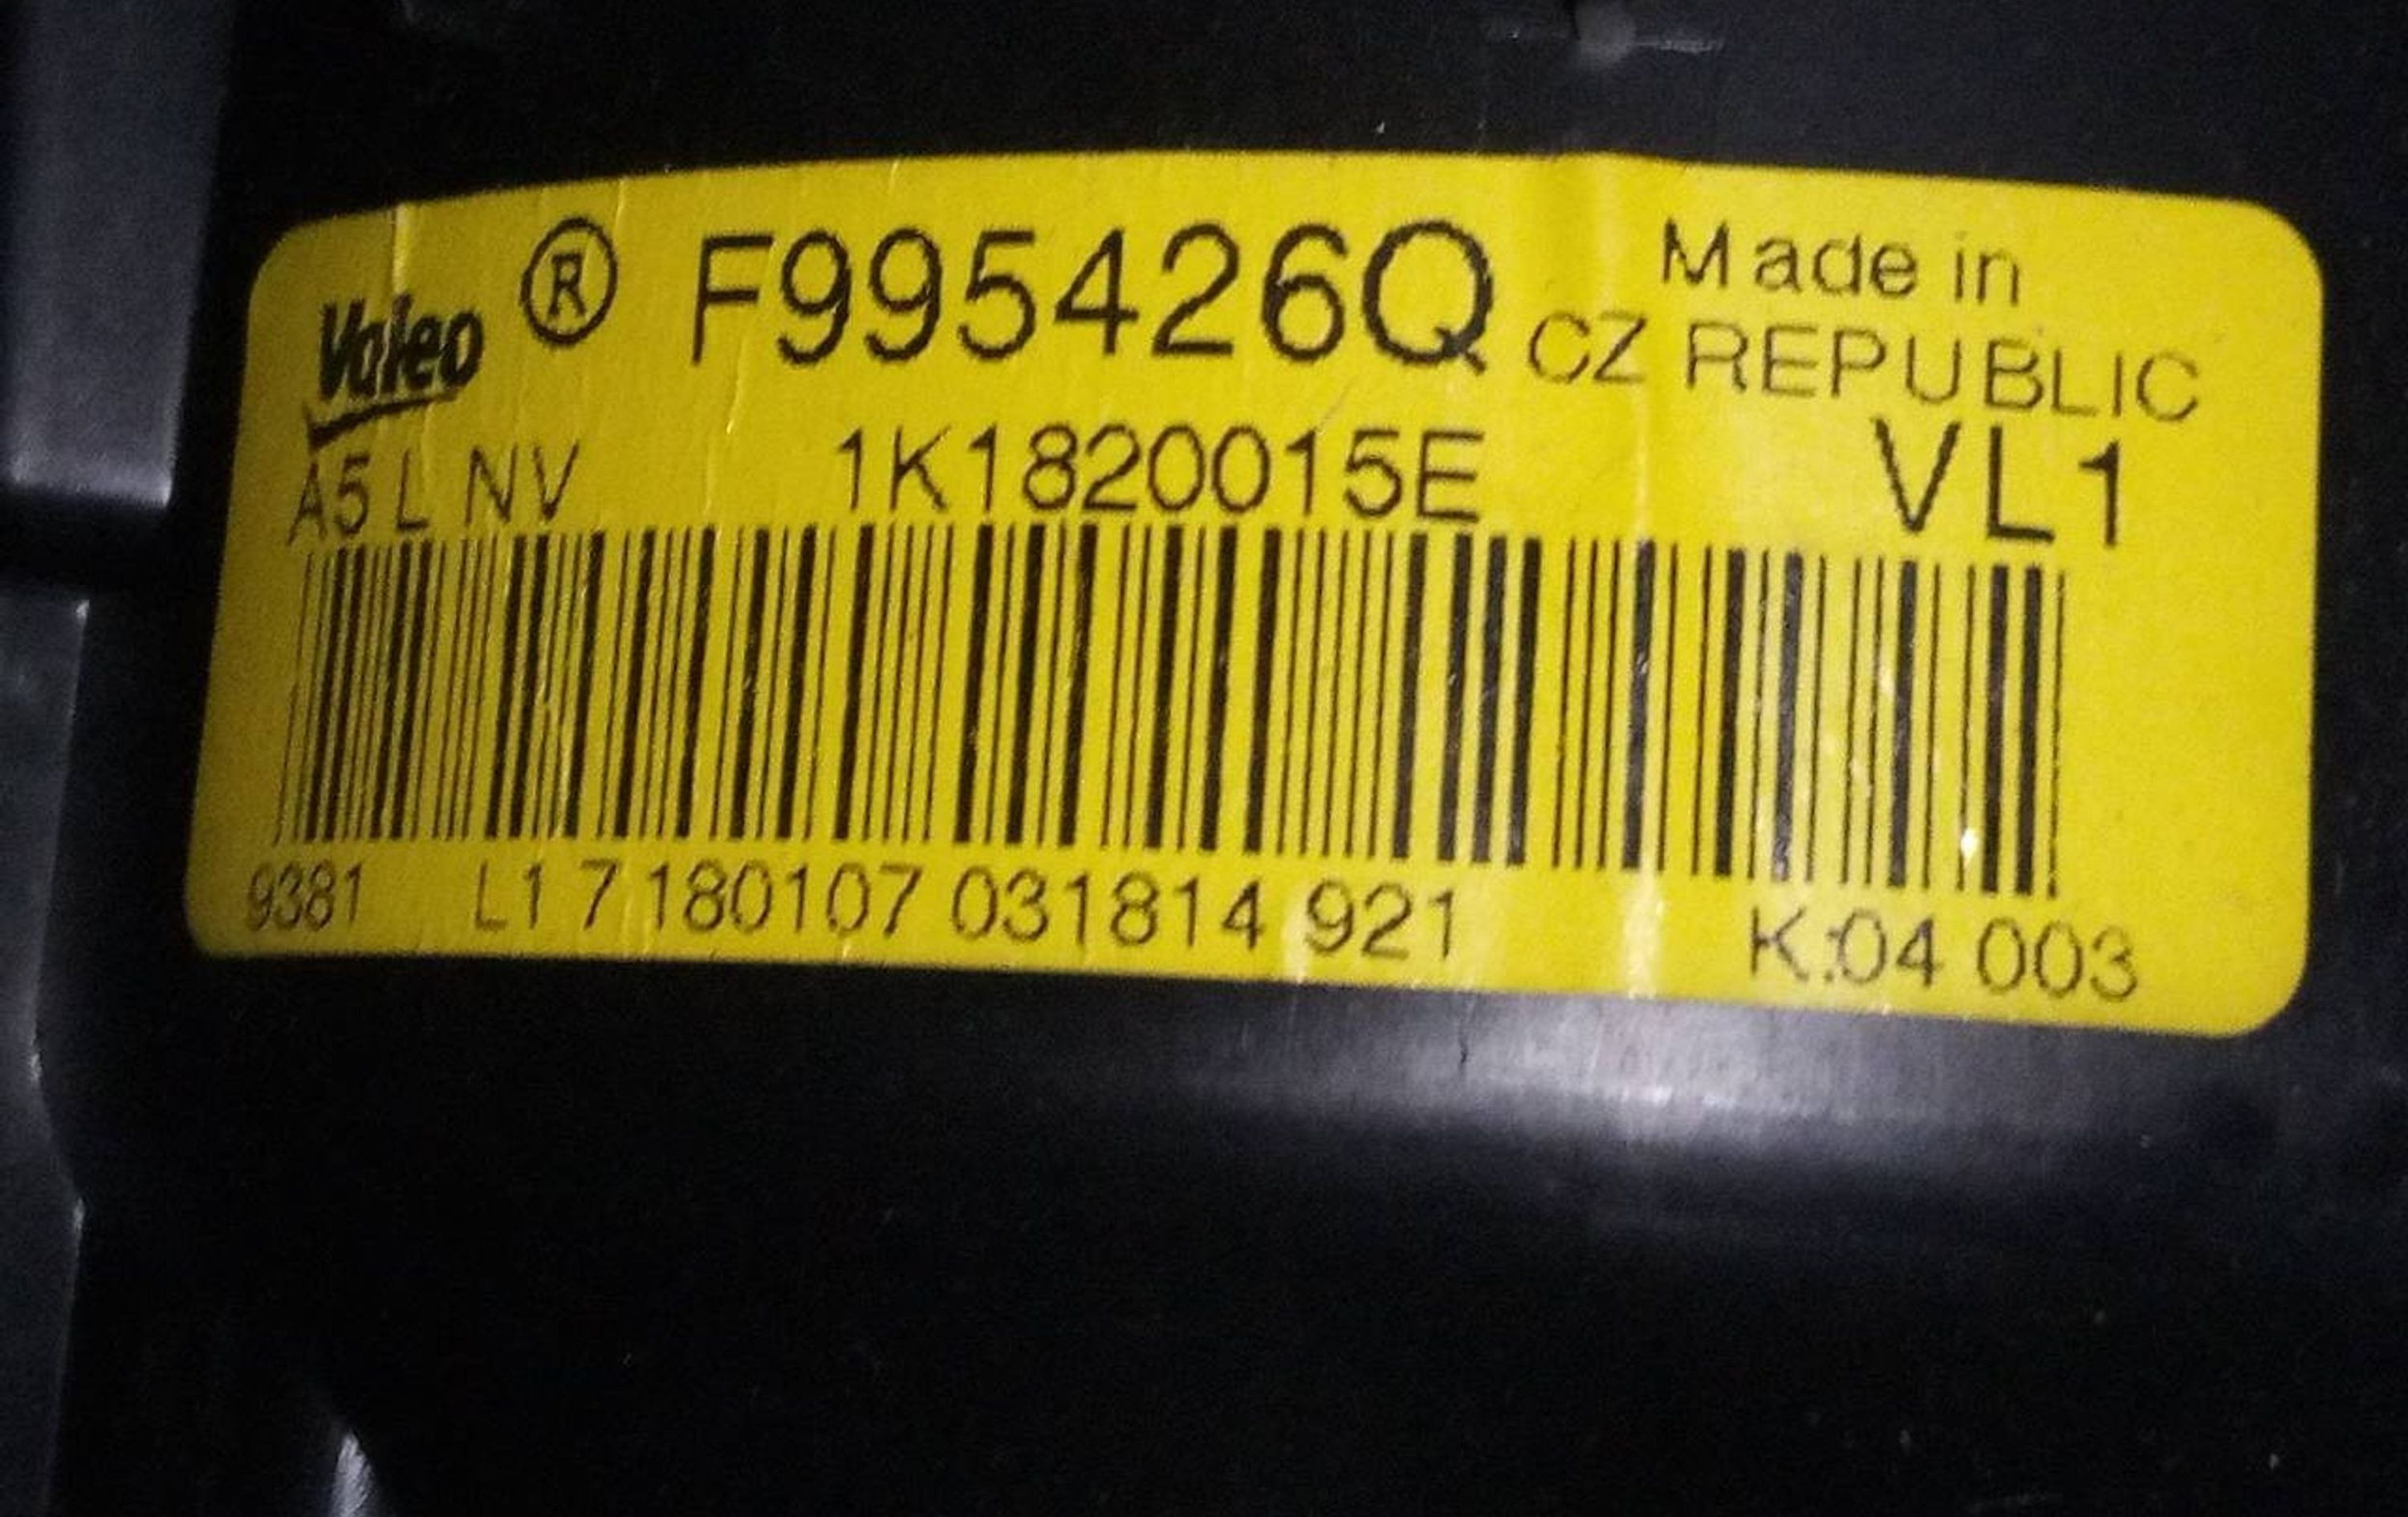 Valeo ® F995426Q Made in
CZ REPUBLIC
A5 L NV 1K1820015E VL1
9381 L1 7 180107 031814 921 K:04 003